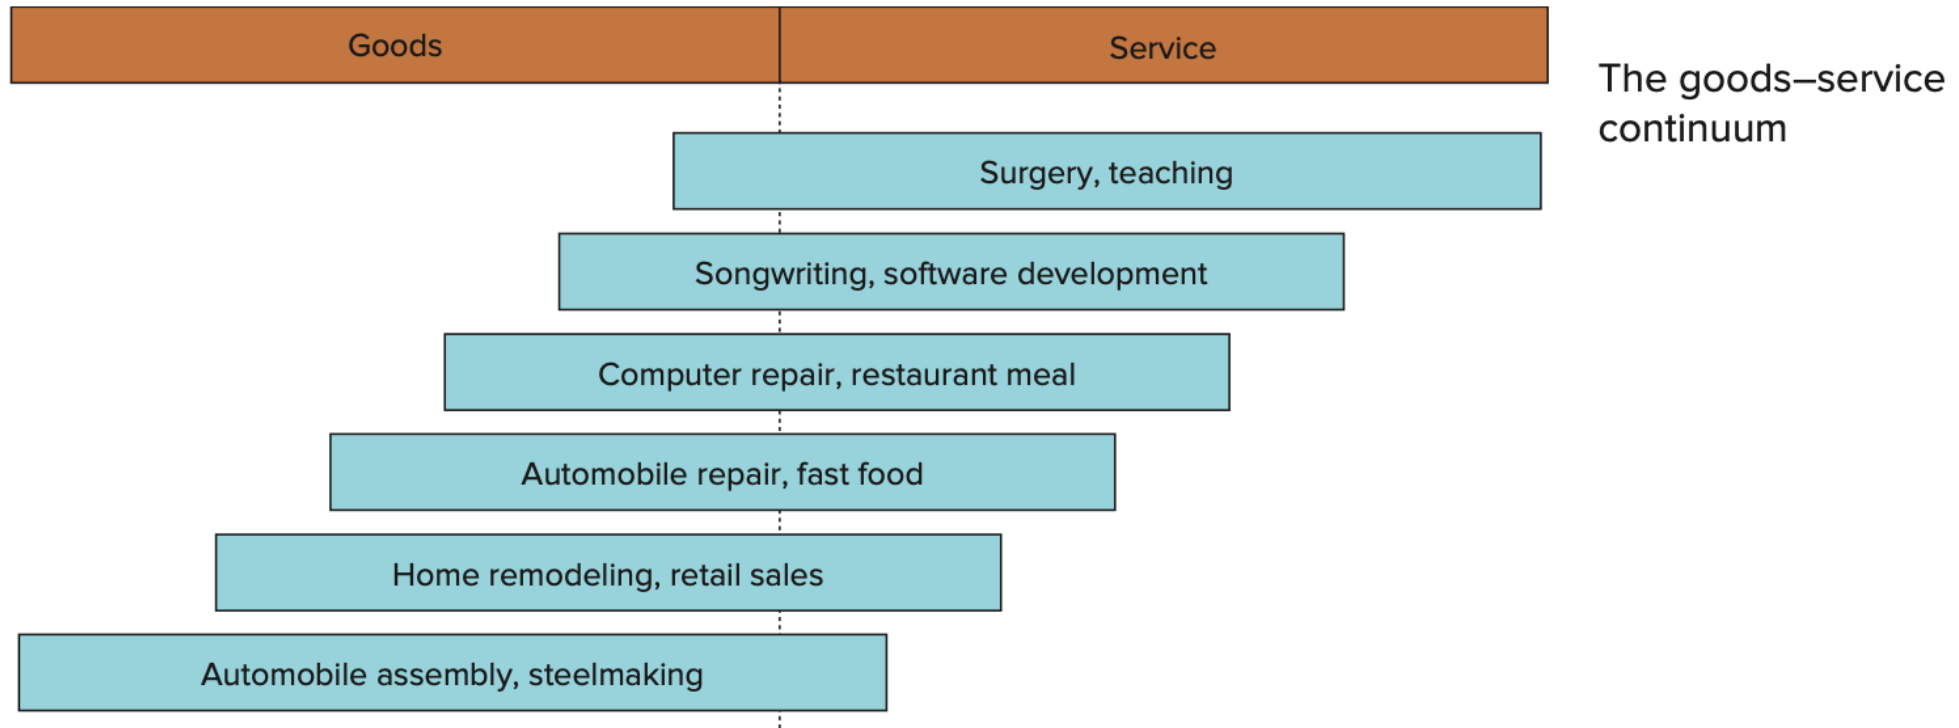 Goods
Service
The goods–service
continuum
Surgery, teaching
Songwriting, software development
Computer repair, restaurant meal
Automobile repair, fast food
Home remodeling, retail sales
Automobile assembly, steelmaking